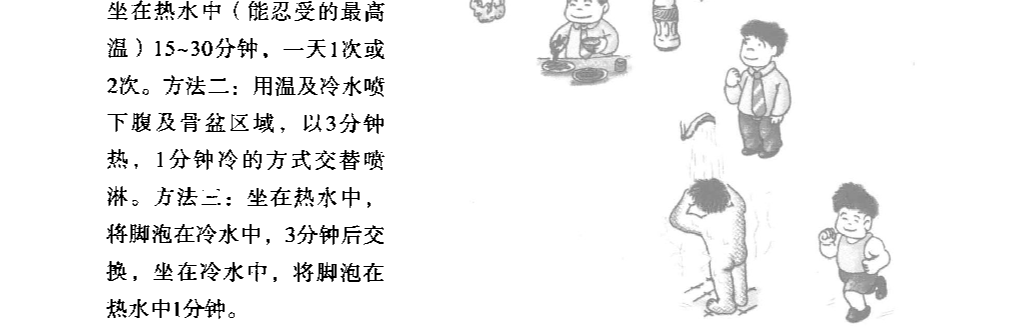 坐在热水中（能忍受的最高
温）15~30分钟，一天1次或
2次。方法二：用温及冷水喷
下腹及骨盆区域，以3分钟
热，1分钟冷的方式交替喷
淋。方法三：坐在热水中，
将脚泡在冷水中，3分钟后交
换，坐在冷水中，将脚泡在
热水中1分钟。